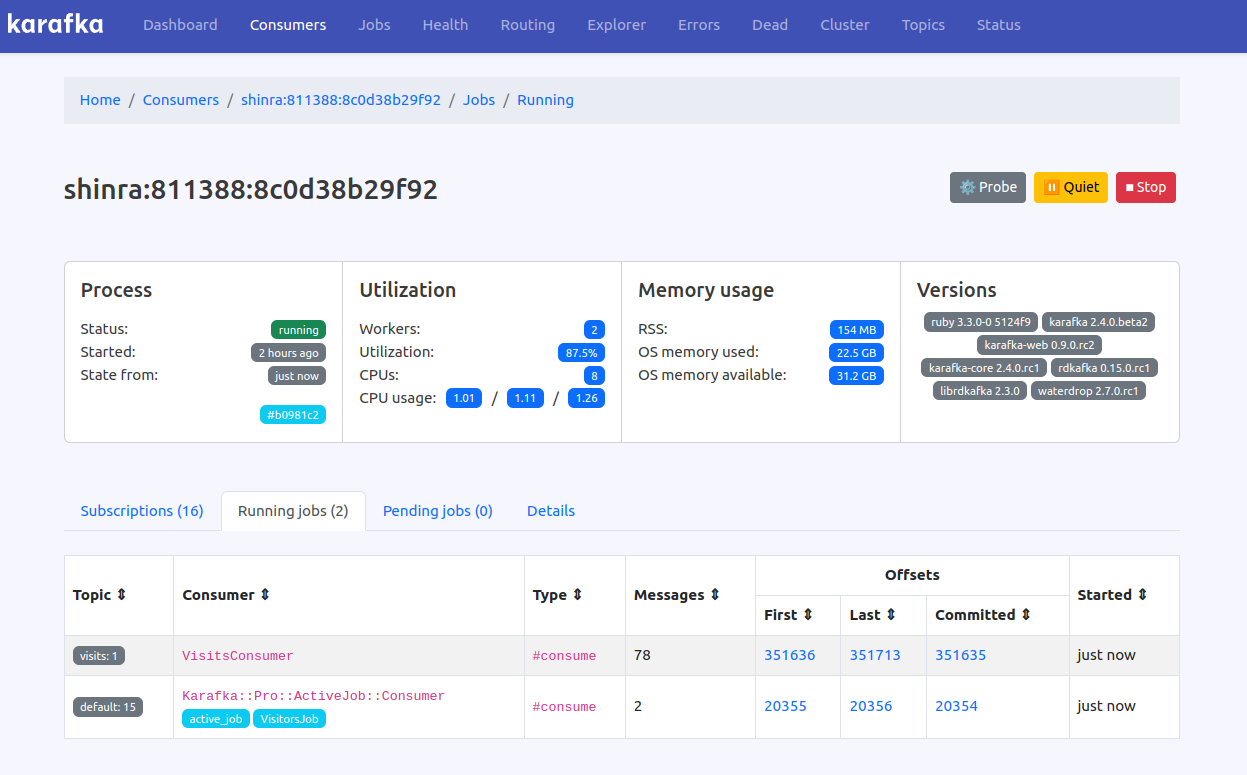 karafka Dashboard Consumers Jobs Health Routing Explorer Errors Dead Cluster Topics Status
Home / Consumers / shinra:811388:8c0d38b29f92 / Jobs / Running
shinra:811388:8c0d38b29f92
Probe Quiet Stop
Process
Status: running
Started: 2 hours ago
State from: just now
#b0981c2
Utilization
Workers: 2
Utilization: 87.5%
CPUs: 8
CPU usage: 1.01 / 1.11 / 1.26
Memory usage
RSS: 154 MB
OS memory used: 22.5 GB
OS memory available: 31.2 GB
Versions
ruby 3.3.0-0 5124f9 karafka 2.4.0.beta2
karafka-web 0.9.0.rc2
karafka-core 2.4.0.rc1 rdkafka 0.15.0.rc1
librdkafka 2.3.0 waterdrop 2.7.0.rc1
Subscriptions (16) Running jobs (2) Pending jobs (0) Details
Topic ⇕ Consumer ⇕ Type ⇕ Messages ⇕ Offsets Started ⇕
First ⇕ Last ⇕ Committed ⇕
visits: 1 VisitsConsumer #consume 78 351636 351713 351635 just now
default: 15 Karafka::Pro::ActiveJob::Consumer #consume 2 20355 20356 20354 just now
active_job VisitorsJob